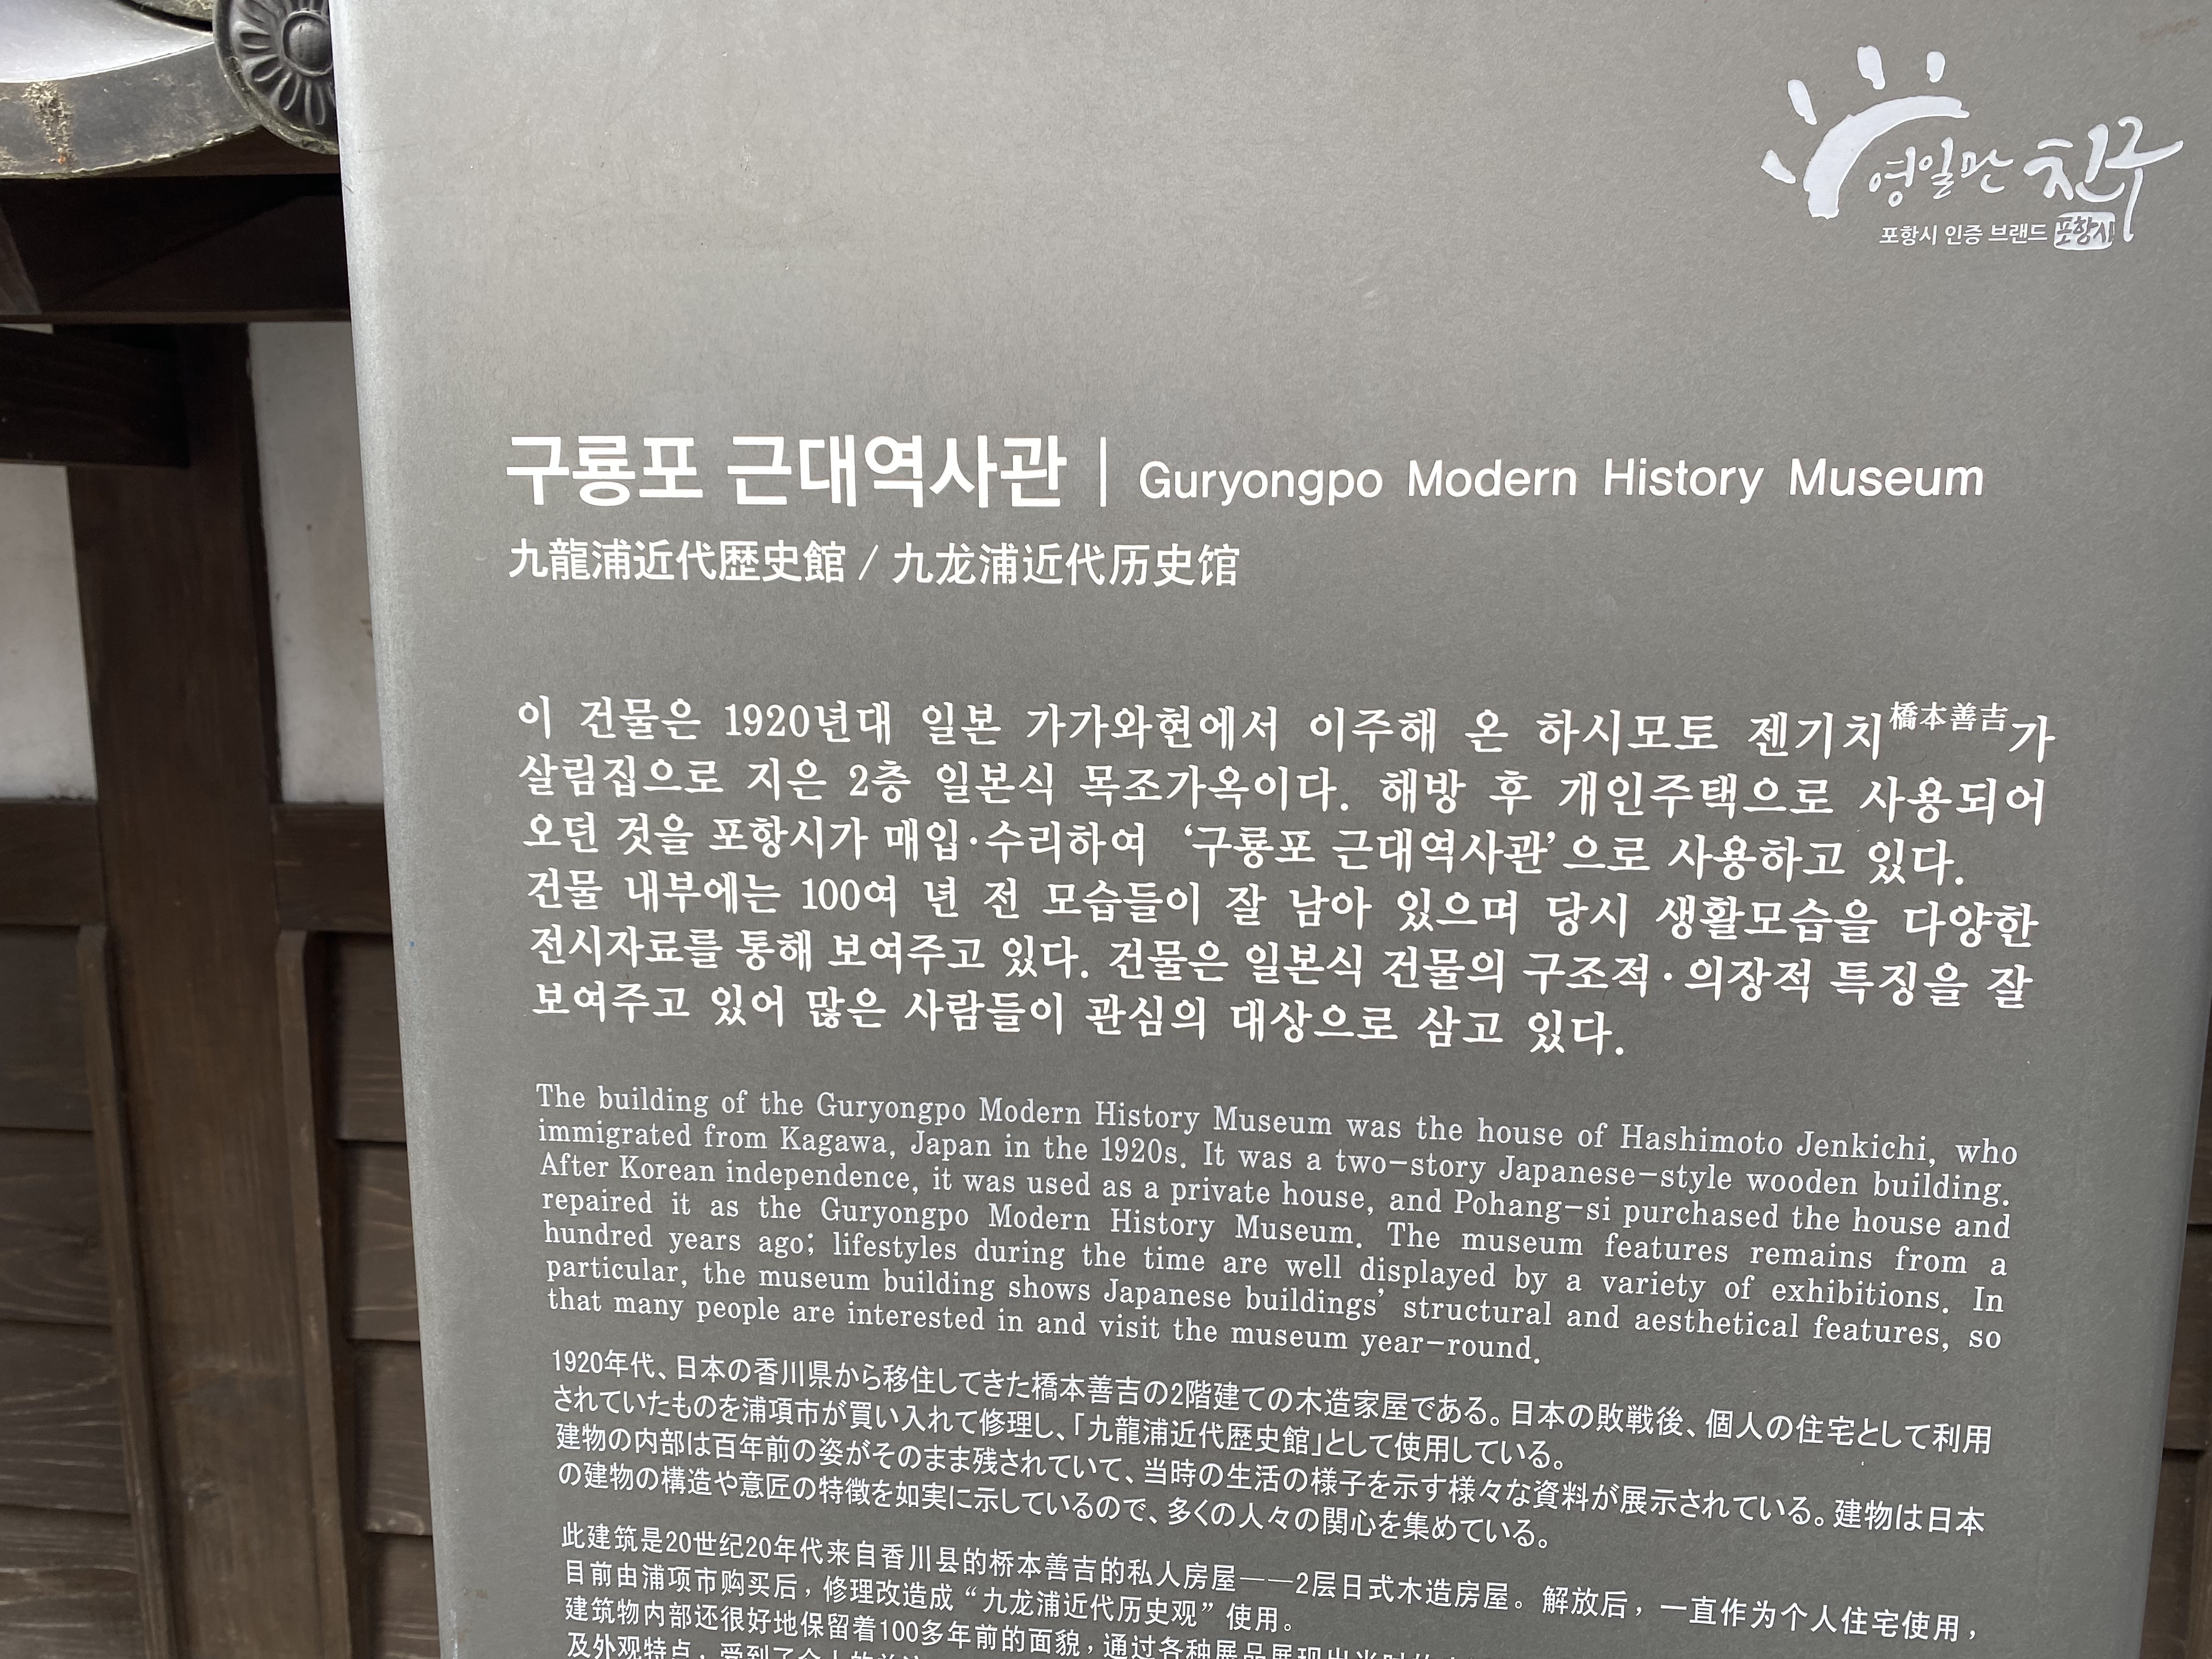 영일만 친구
포항시 인증 브랜드 포항시
구룡포 근대역사관 | Guryongpo Modern History Museum
九龍浦近代歴史館 / 九龙浦近代历史馆
이 건물은 1920년대 일본 가가와현에서 이주해 온 하시모토 젠기치橋本善吉가
살림집으로 지은 2층 일본식 목조가옥이다. 해방 후 개인주택으로 사용되어
오던 것을 포항시가 매입·수리하여 ‘구룡포 근대역사관’으로 사용하고 있다.
건물 내부에는 100여 년 전 모습들이 잘 남아 있으며 당시 생활모습을 다양한
전시자료를 통해 보여주고 있다. 건물은 일본식 건물의 구조적·의장적 특징을 잘
보여주고 있어 많은 사람들이 관심의 대상으로 삼고 있다.
The building of the Guryongpo Modern History Museum was the house of Hashimoto Jenkichi, who
immigrated from Kagawa, Japan in the 1920s. It was a two-story Japanese-style wooden building.
After Korean independence, it was used as a private house, and Pohang-si purchased the house and
repaired it as the Guryongpo Modern History Museum. The museum features remains from a
hundred years ago; lifestyles during the time are well displayed by a variety of exhibitions. In
particular, the museum building shows Japanese buildings’ structural and aesthetical features, so
that many people are interested in and visit the museum year-round.
1920年代、日本の香川県から移住してきた橋本善吉の2階建ての木造家屋である。日本の敗戦後、個人の住宅として利用
されていたものを浦項市が買い入れて修理し、「九龍浦近代歴史館」として使用している。
建物の内部は百年前の姿がそのまま残されていて、当時の生活の様子を示す様々な資料が展示されている。建物は日本
の建物の構造や意匠の特徴を如実に示しているので、多くの人々の関心を集めている。
此建筑是20世纪20年代来自香川县的桥本善吉的私人房屋——2层日式木造房屋。解放后，一直作为个人住宅使用，
目前由浦项市购买后，修理改造成“九龙浦近代历史观”使用。
建筑物内部还很好地保留着100多年前的面貌，通过各种展品展现出当时的
及外观特点，受到了